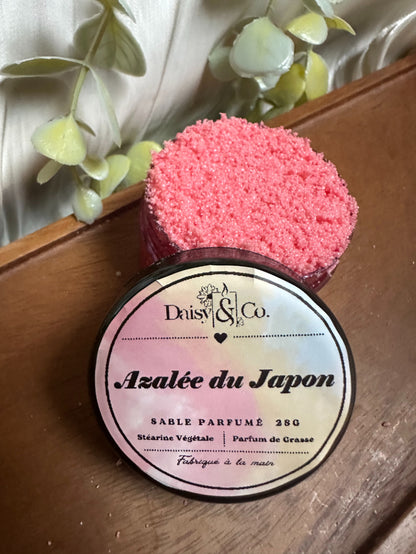 Daisy & Co.
Azalée du Japon
SABLE PARFUMÉ 28G
Stéarine Végétale | Parfum de Grasse
Fabriqué à la main